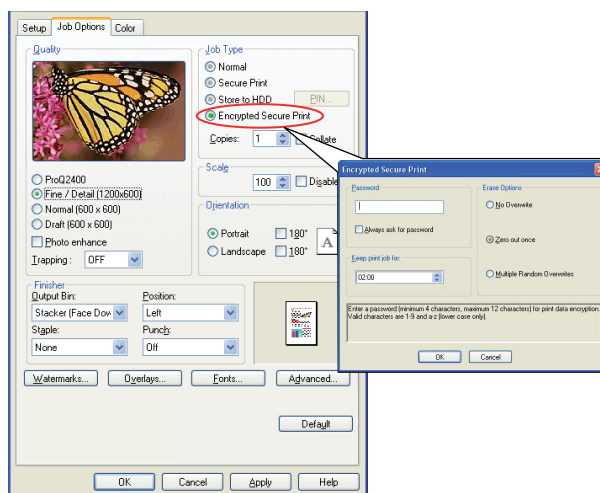 Setup Job Options Color
Quality
ProQ2400
Fine / Detail (1200x600)
Normal (600 x 600)
Draft (600 x 600)
Photo enhance
Trapping : OFF
Job Type
Normal
Secure Print
Store to HDD PIN...
Encrypted Secure Print
Copies: 1 Collate
Scale
100 % Disable
Orientation
Portrait 180°
Landscape 180°
A
Finisher
Output Bin: Position:
Stacker (Face Dow Left
Staple: Punch:
None Off
Watermarks... Overlays... Fonts... Advanced...
Default
OK Cancel Apply Help
Encrypted Secure Print
Password
Always ask for password
Keep print job for:
02:00
Erase Options
No Overwrite
Zero out once
Multiple Random Overwrites
Enter a password (minimum 4 characters, maximum 12 characters) for print data encryption.
Valid characters are 1-9 and a-z (lower case only).
OK Cancel